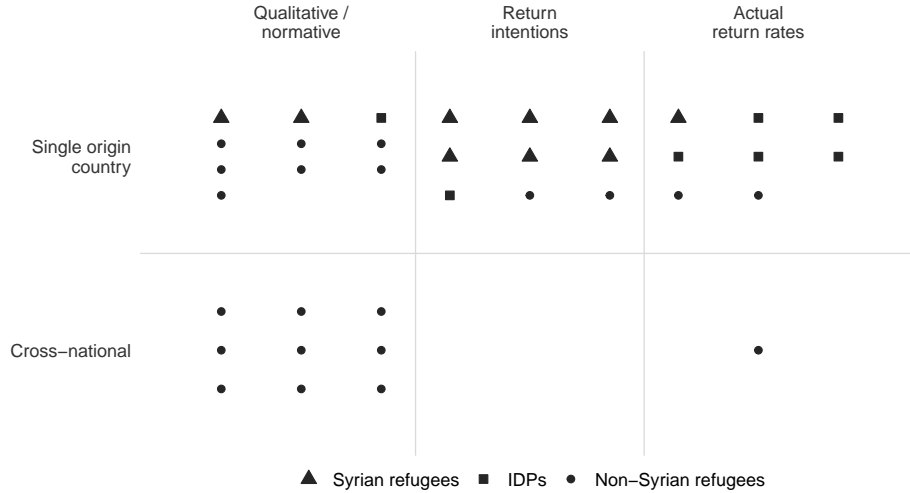 Qualitative /
normative
Return
intentions
Actual
return rates
Single origin
country
Cross−national
Syrian refugees
IDPs
Non−Syrian refugees